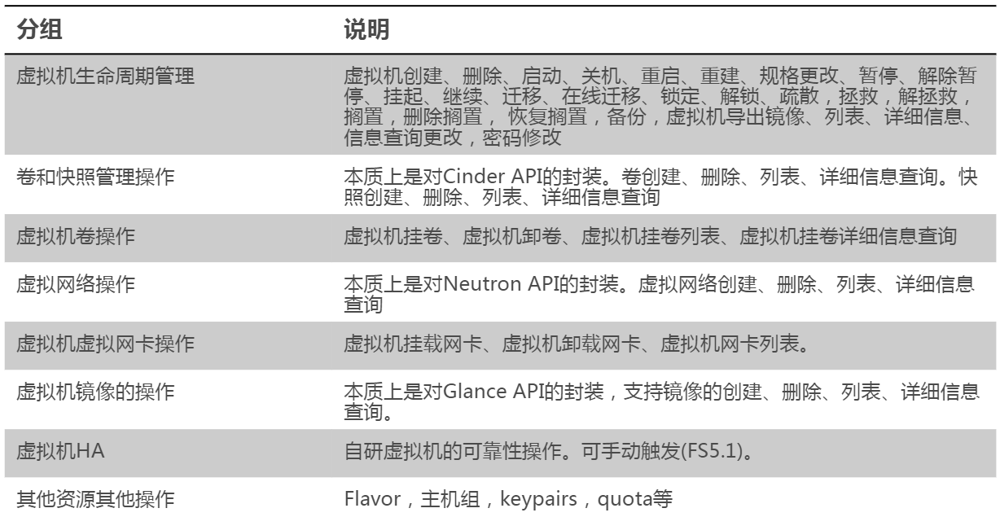 分组 说明
虚拟机生命周期管理 虚拟机创建、删除、启动、关机、重启、重建、规格更改、暂停、解除暂
停、挂起、继续、迁移、在线迁移、锁定、解锁、疏散，拯救，解拯救，
搁置，删除搁置， 恢复搁置，备份，虚拟机导出镜像、列表、详细信息、
信息查询更改，密码修改
卷和快照管理操作 本质上是对Cinder API的封装。卷创建、删除、列表、详细信息查询。快
照创建、删除、列表、详细信息查询
虚拟机卷操作 虚拟机挂卷、虚拟机卸卷、虚拟机挂卷列表、虚拟机挂卷详细信息查询
虚拟网络操作 本质上是对Neutron API的封装。虚拟网络创建、删除、列表、详细信息
查询
虚拟机虚拟网卡操作 虚拟机挂载网卡、虚拟机卸载网卡、虚拟机网卡列表。
虚拟机镜像的操作 本质上是对Glance API的封装，支持镜像的创建、删除、列表、详细信息
查询。
虚拟机HA 自研虚拟机的可靠性操作。可手动触发(FS5.1)。
其他资源其他操作 Flavor，主机组，keypairs，quota等